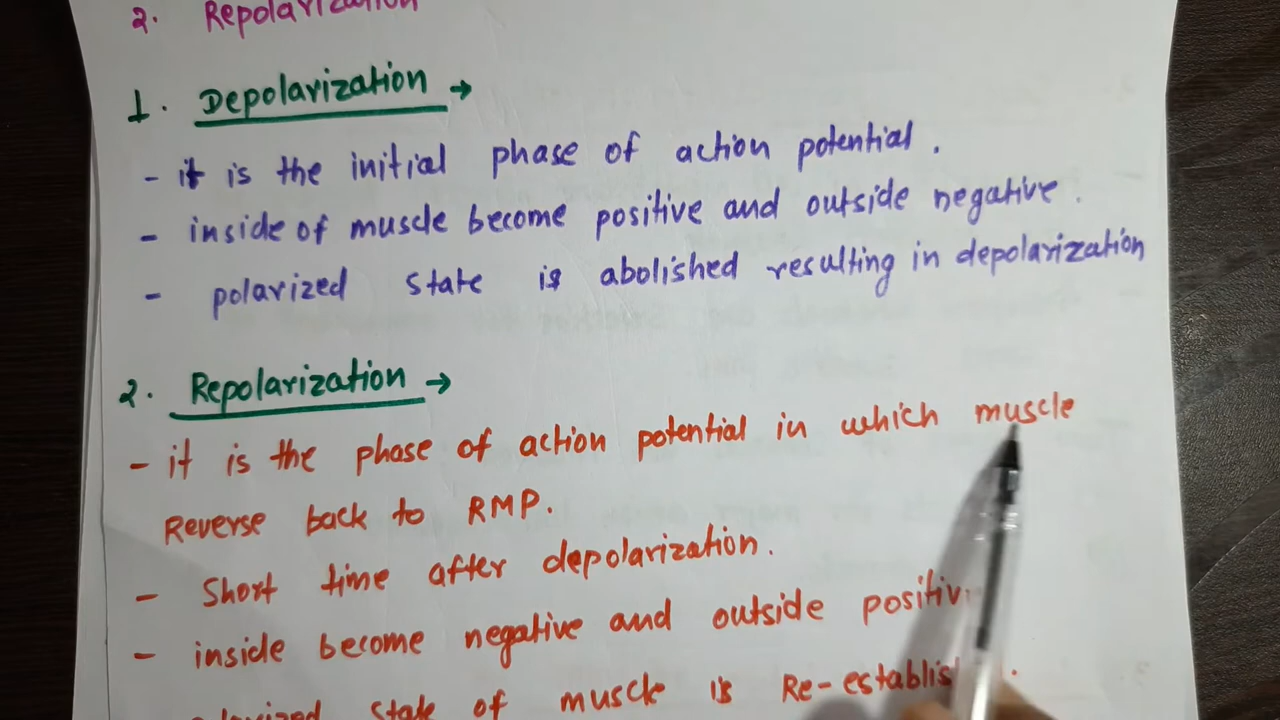 2. Repolarization
1. Depolarization →
- it is the initial phase of action potential.
- inside of muscle become positive and outside negative.
- polarized state is abolished resulting in depolarization
2. Repolarization →
- it is the phase of action potential in which muscle
Reverse back to RMP.
- Short time after depolarization.
- inside become negative and outside
state of muscle is